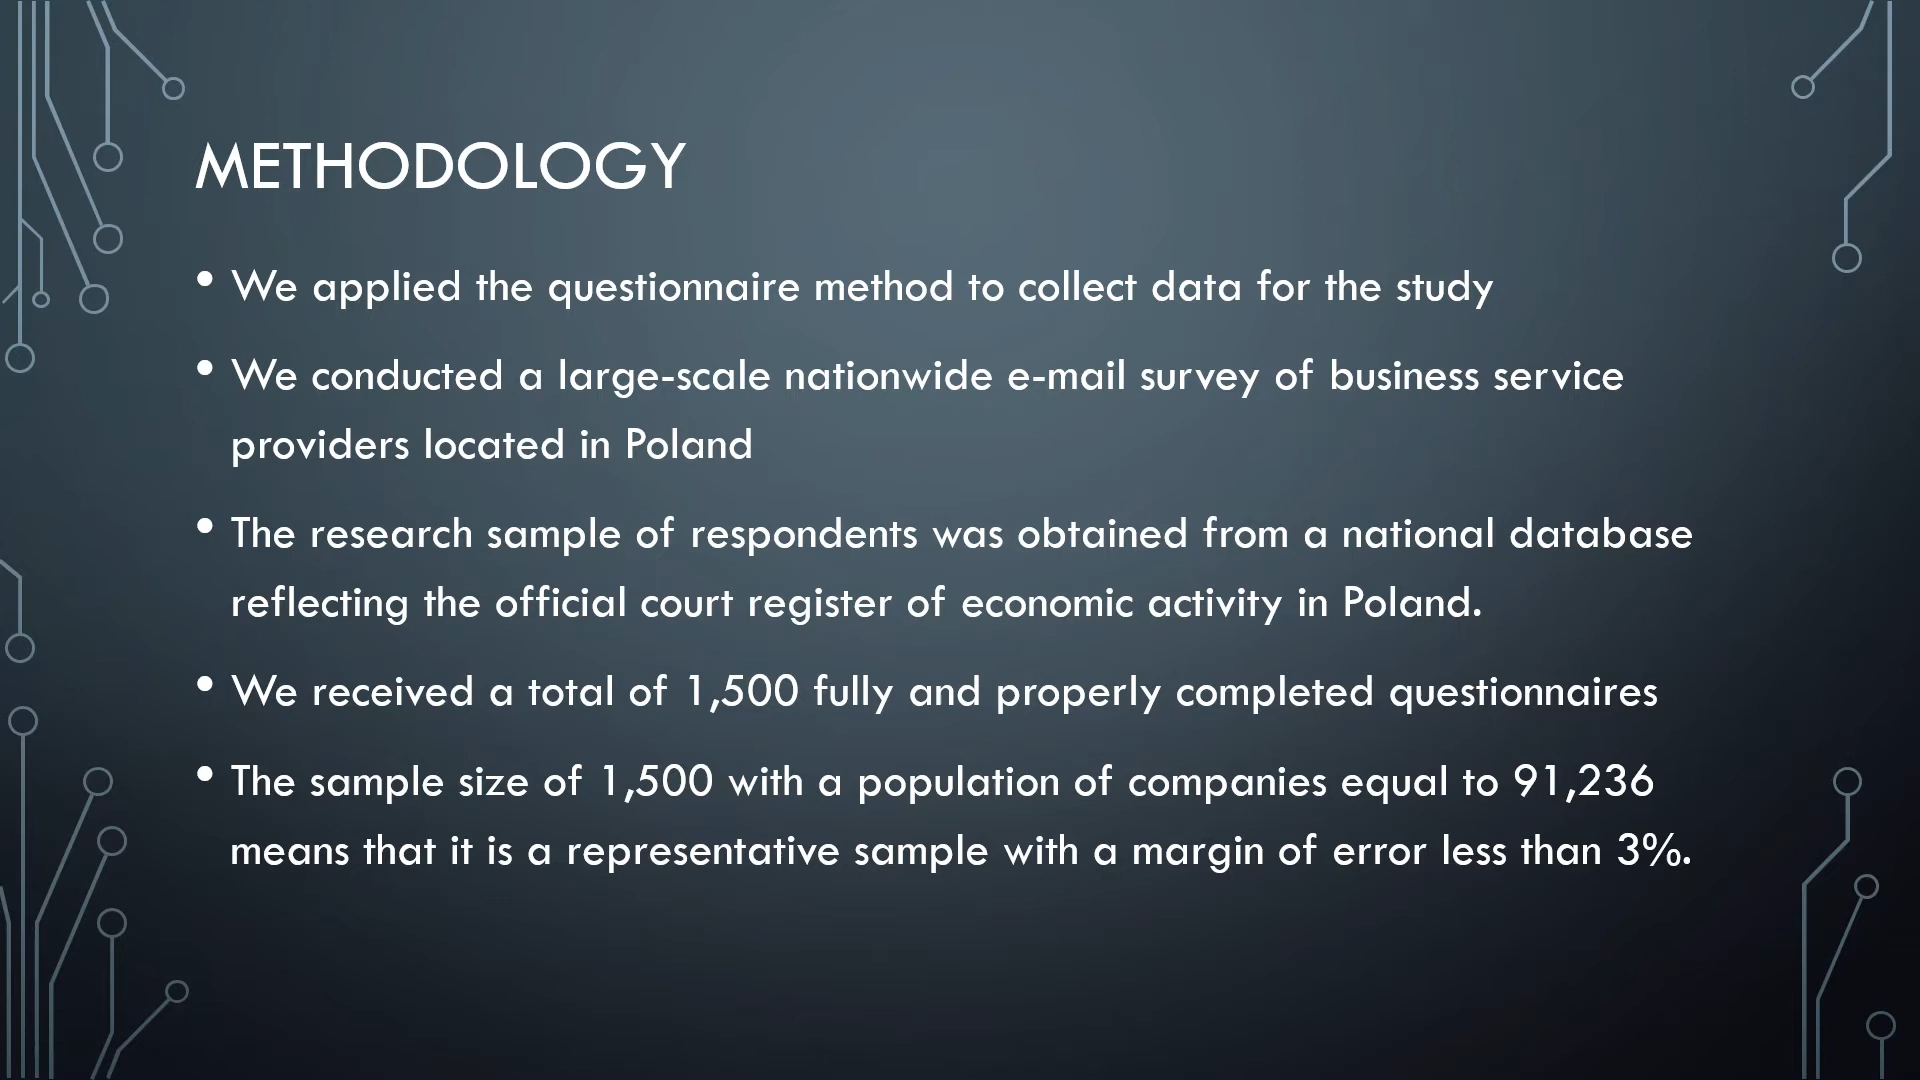 METHODOLOGY
• We applied the questionnaire method to collect data for the study
• We conducted a large-scale nationwide e-mail survey of business service
providers located in Poland
• The research sample of respondents was obtained from a national database
reflecting the official court register of economic activity in Poland.
• We received a total of 1,500 fully and properly completed questionnaires
• The sample size of 1,500 with a population of companies equal to 91,236
means that it is a representative sample with a margin of error less than 3%.